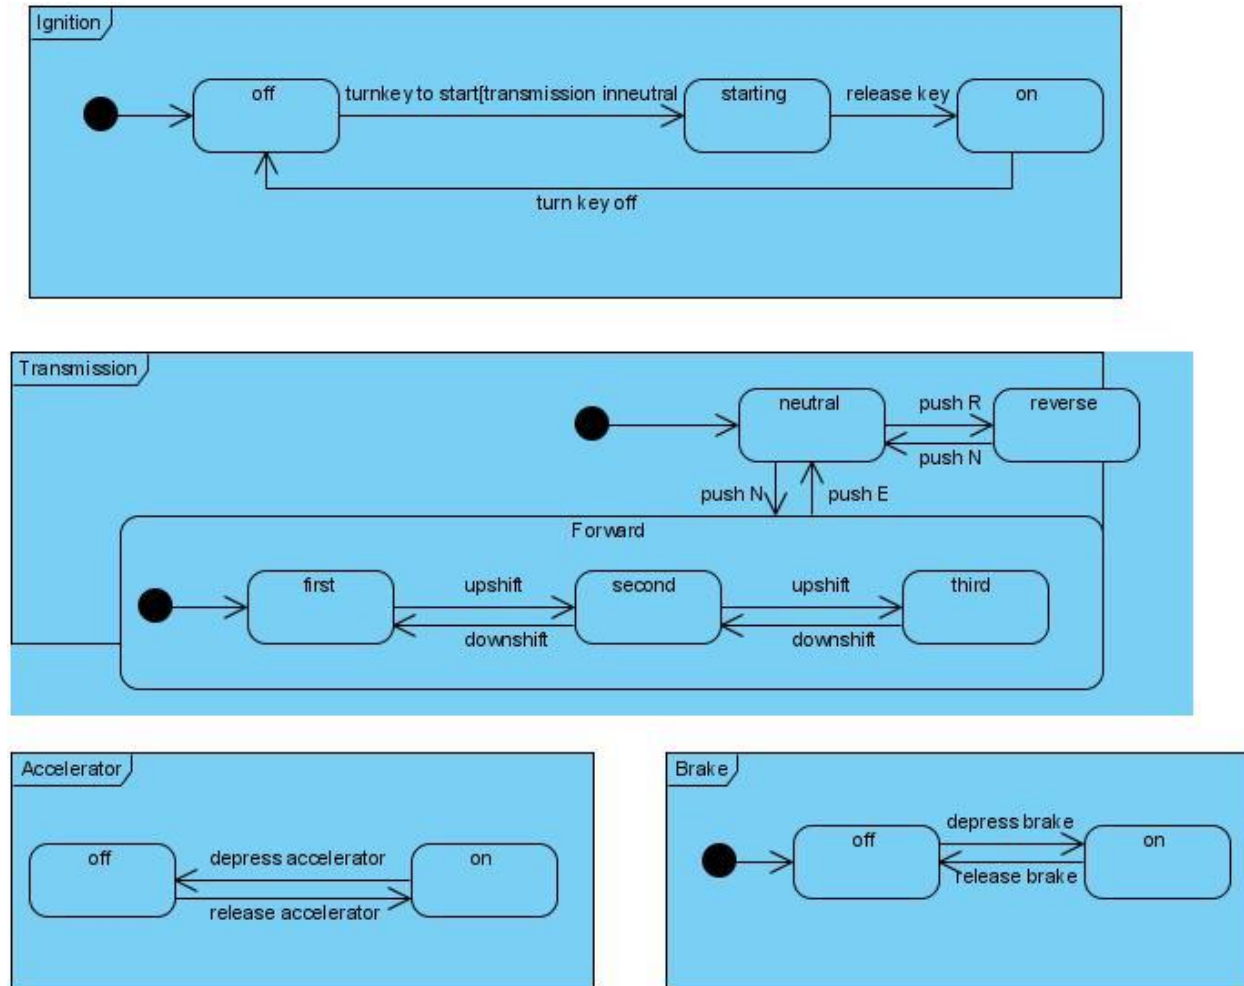 Ignition
off
turnkey to start[transmission inneutral
starting
release key
on
turn key off
Transmission
neutral
push R
reverse
push N
push N
push E
Forward
first
upshift
second
upshift
third
downshift
downshift
Accelerator
off
depress accelerator
on
release accelerator
Brake
off
depress brake
on
release brake